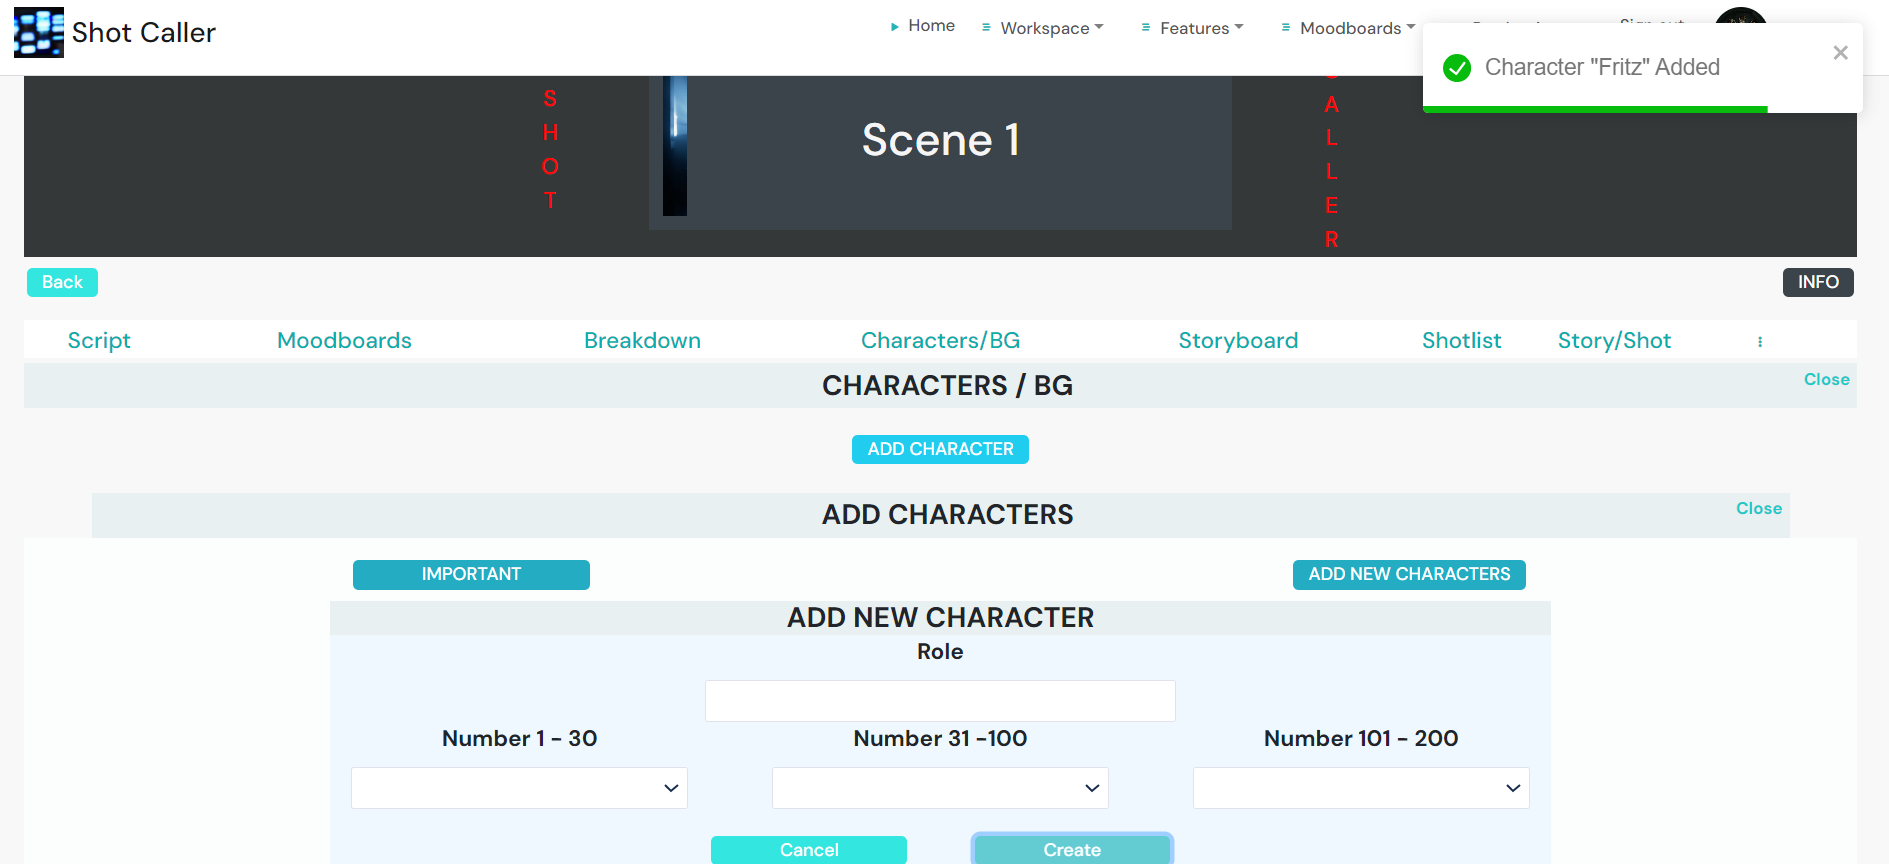 Shot Caller
Home
Workspace
Features
Moodboards
Character "Fritz" Added
SHOT
Scene 1
ALLER
Back
INFO
Script
Moodboards
Breakdown
Characters/BG
Storyboard
Shotlist
Story/Shot
CHARACTERS / BG
Close
ADD CHARACTER
ADD CHARACTERS
Close
IMPORTANT
ADD NEW CHARACTERS
ADD NEW CHARACTER
Role
Number 1 - 30
Number 31 -100
Number 101 - 200
Cancel
Create